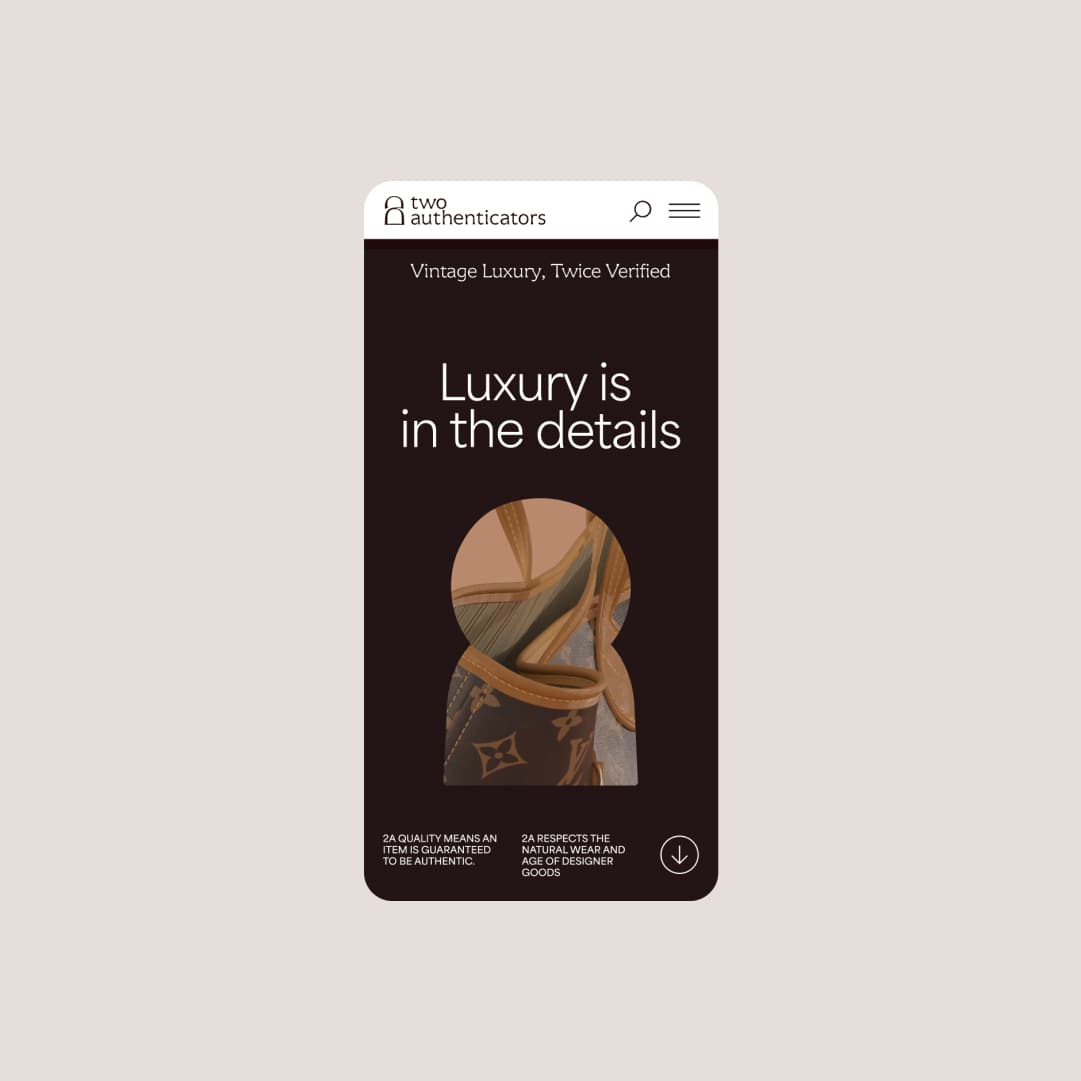 two
authenticators
Vintage Luxury, Twice Verified
Luxury is
in the details
2A QUALITY MEANS AN
ITEM IS GUARANTEED
TO BE AUTHENTIC.
2A RESPECTS THE
NATURAL WEAR AND
AGE OF DESIGNER
GOODS